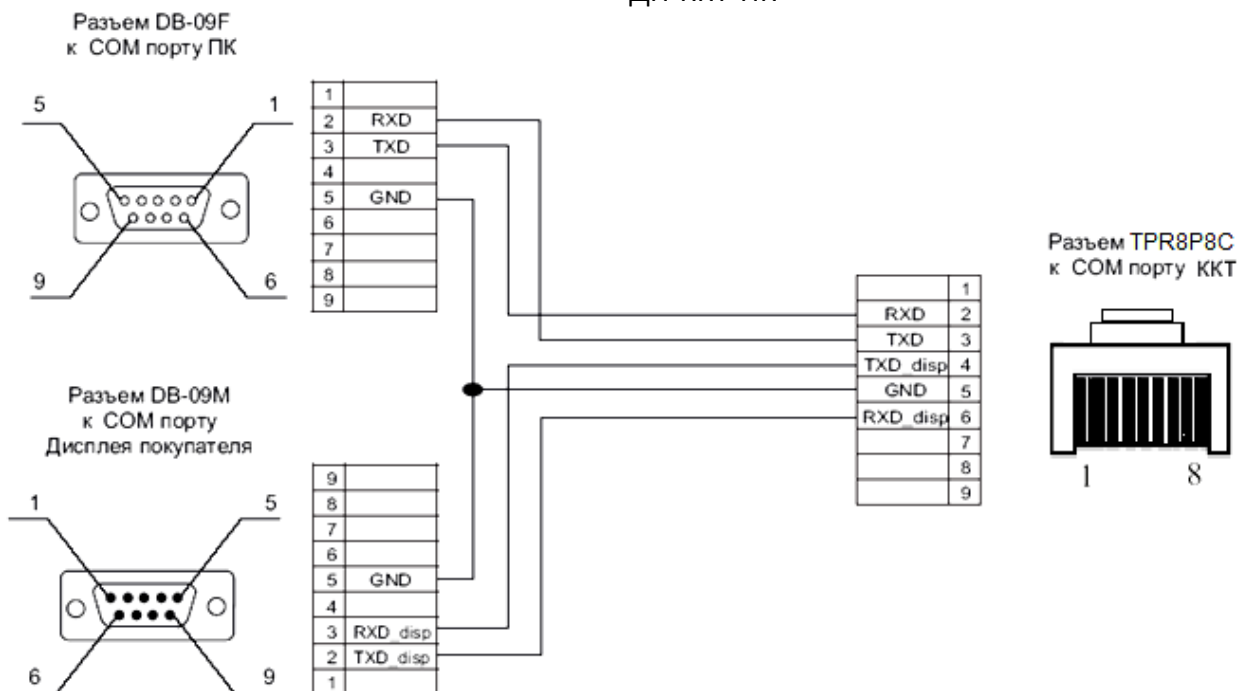 Разъем DB-09F
к COM порту ПК
5
1
9
6
1
2 RXD
3 TXD
4
5 GND
6
7
8
9
Разъем DB-09M
к COM порту
Дисплея покупателя
1
5
6
9
9
8
7
6
5 GND
4
3 RXD_disp
2 TXD_disp
1
1
RXD 2
TXD 3
TXD_disp 4
GND 5
RXD_disp 6
7
8
9
Разъем TPR8P8C
к COM порту ККТ
1 8